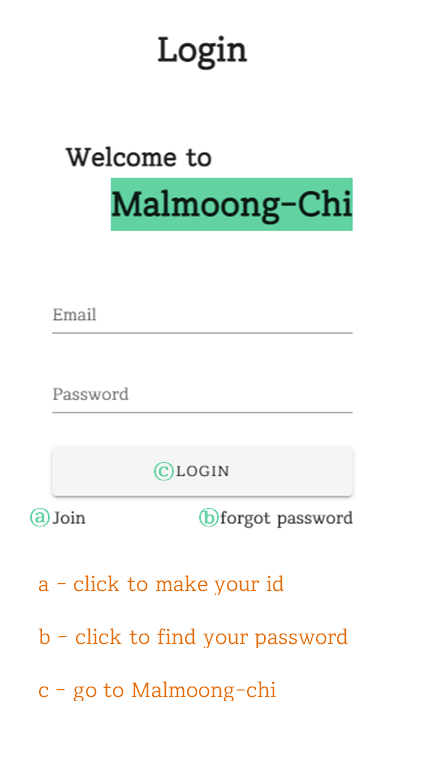 Login
Welcome to
Malmoong-Chi
Email
Password
ⓒLOGIN
ⓐJoin ⓑforgot password
a - click to make your id
b - click to find your password
c - go to Malmoong-chi